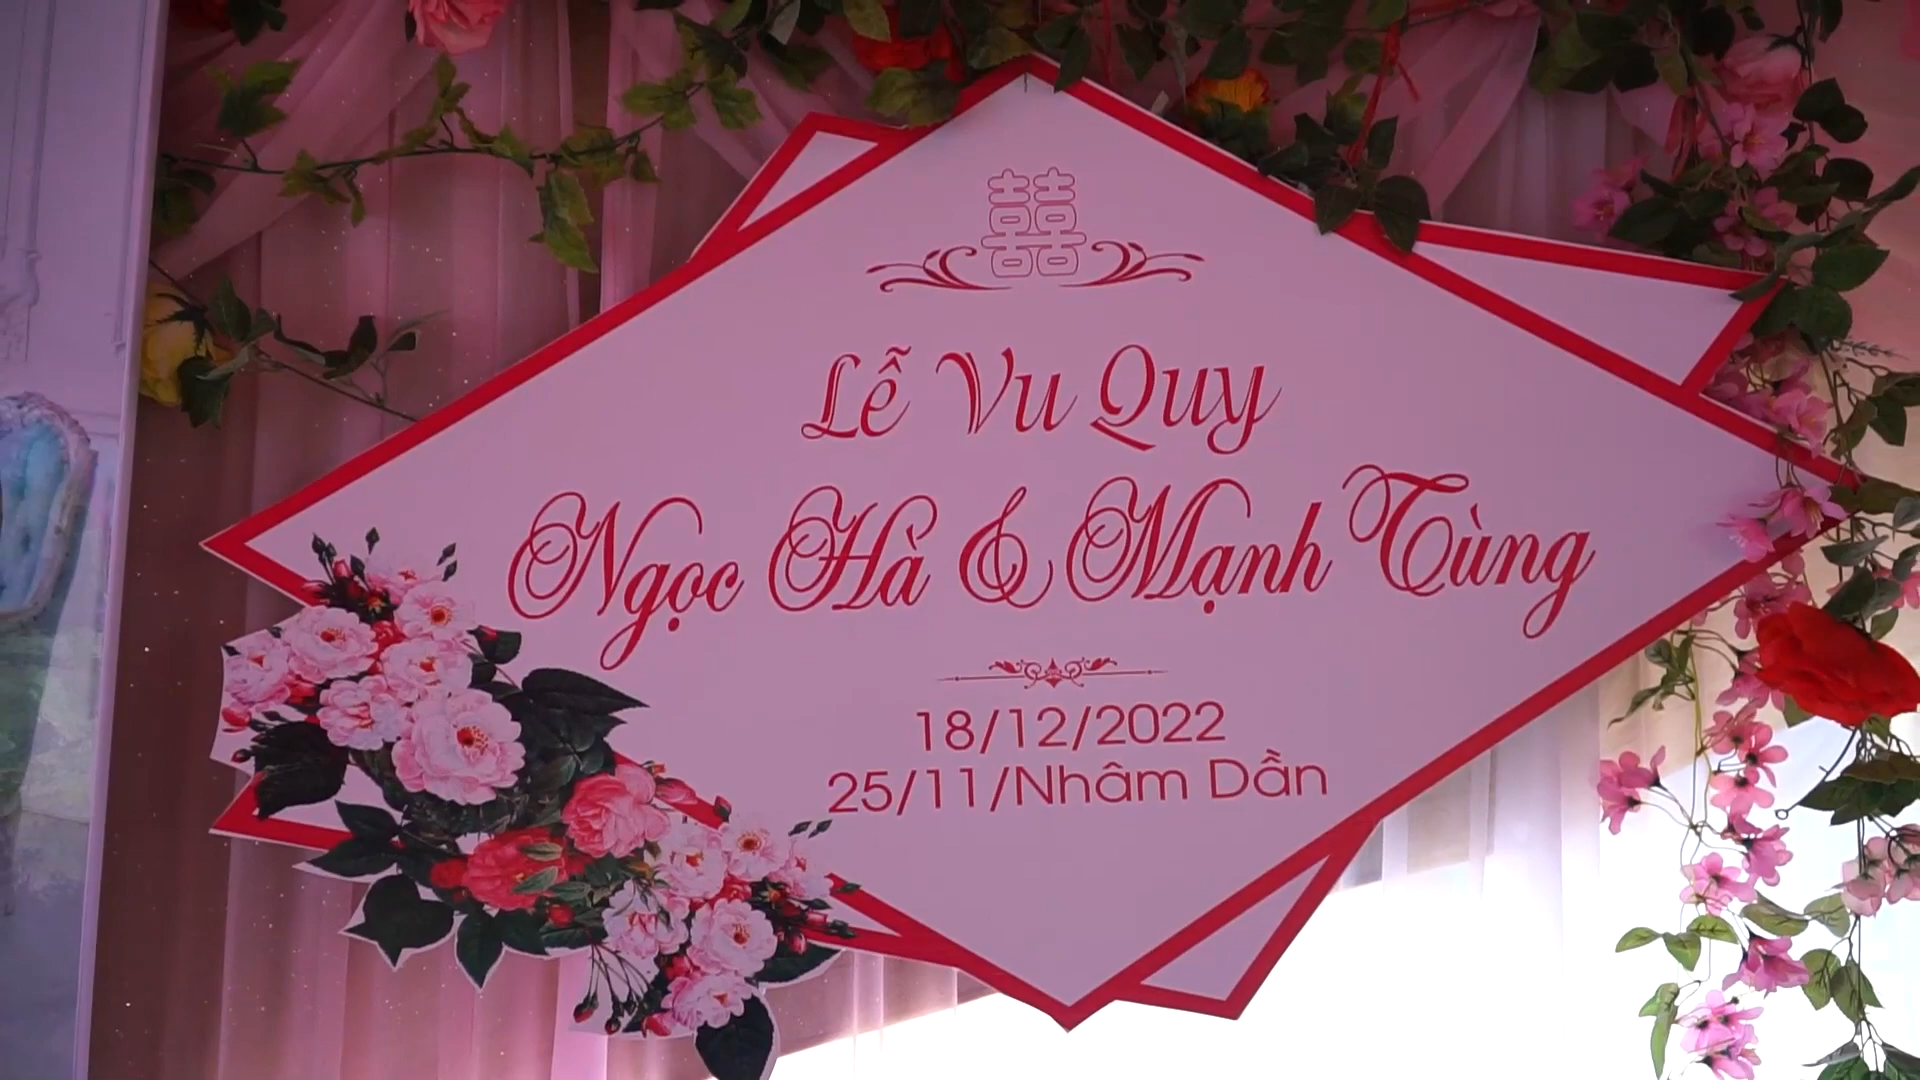 囍
Lễ Vu Quy
Ngọc Hà & Mạnh Tùng
18/12/2022
25/11/Nhâm Dần